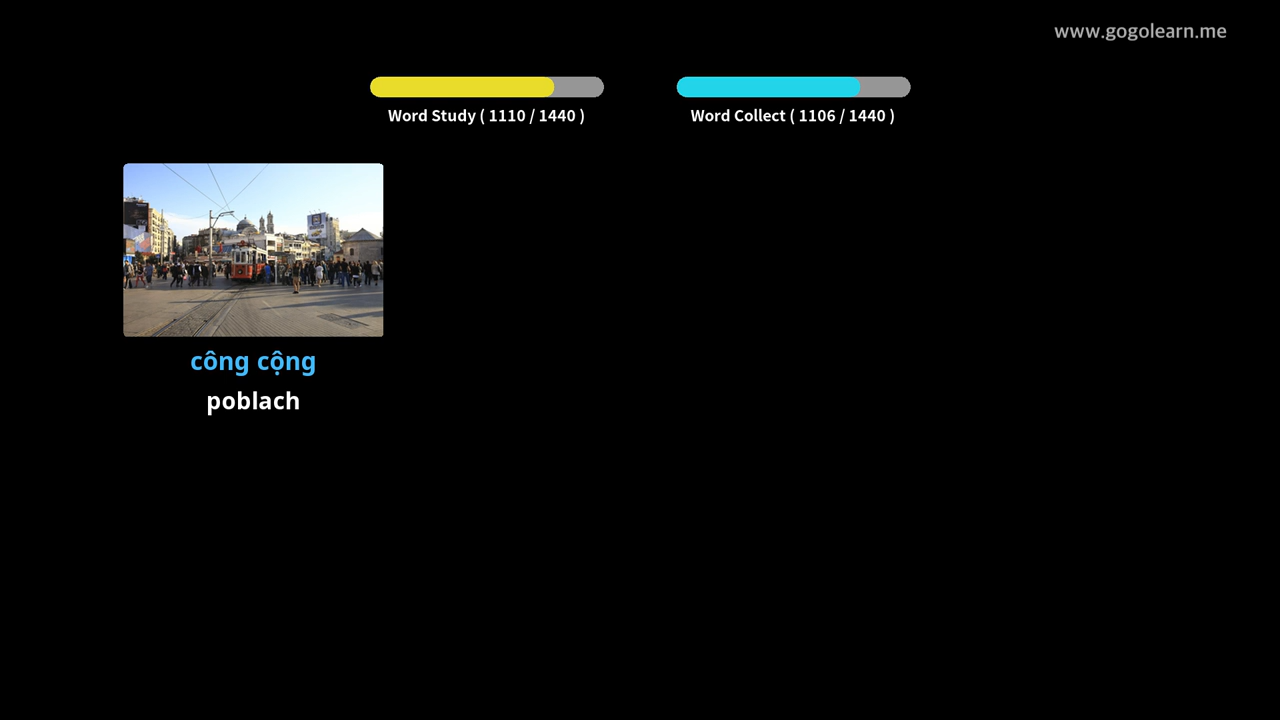 www.gogolearn.me
Word Study ( 1110 / 1440 )
Word Collect ( 1106 / 1440 )
công cộng
poblach